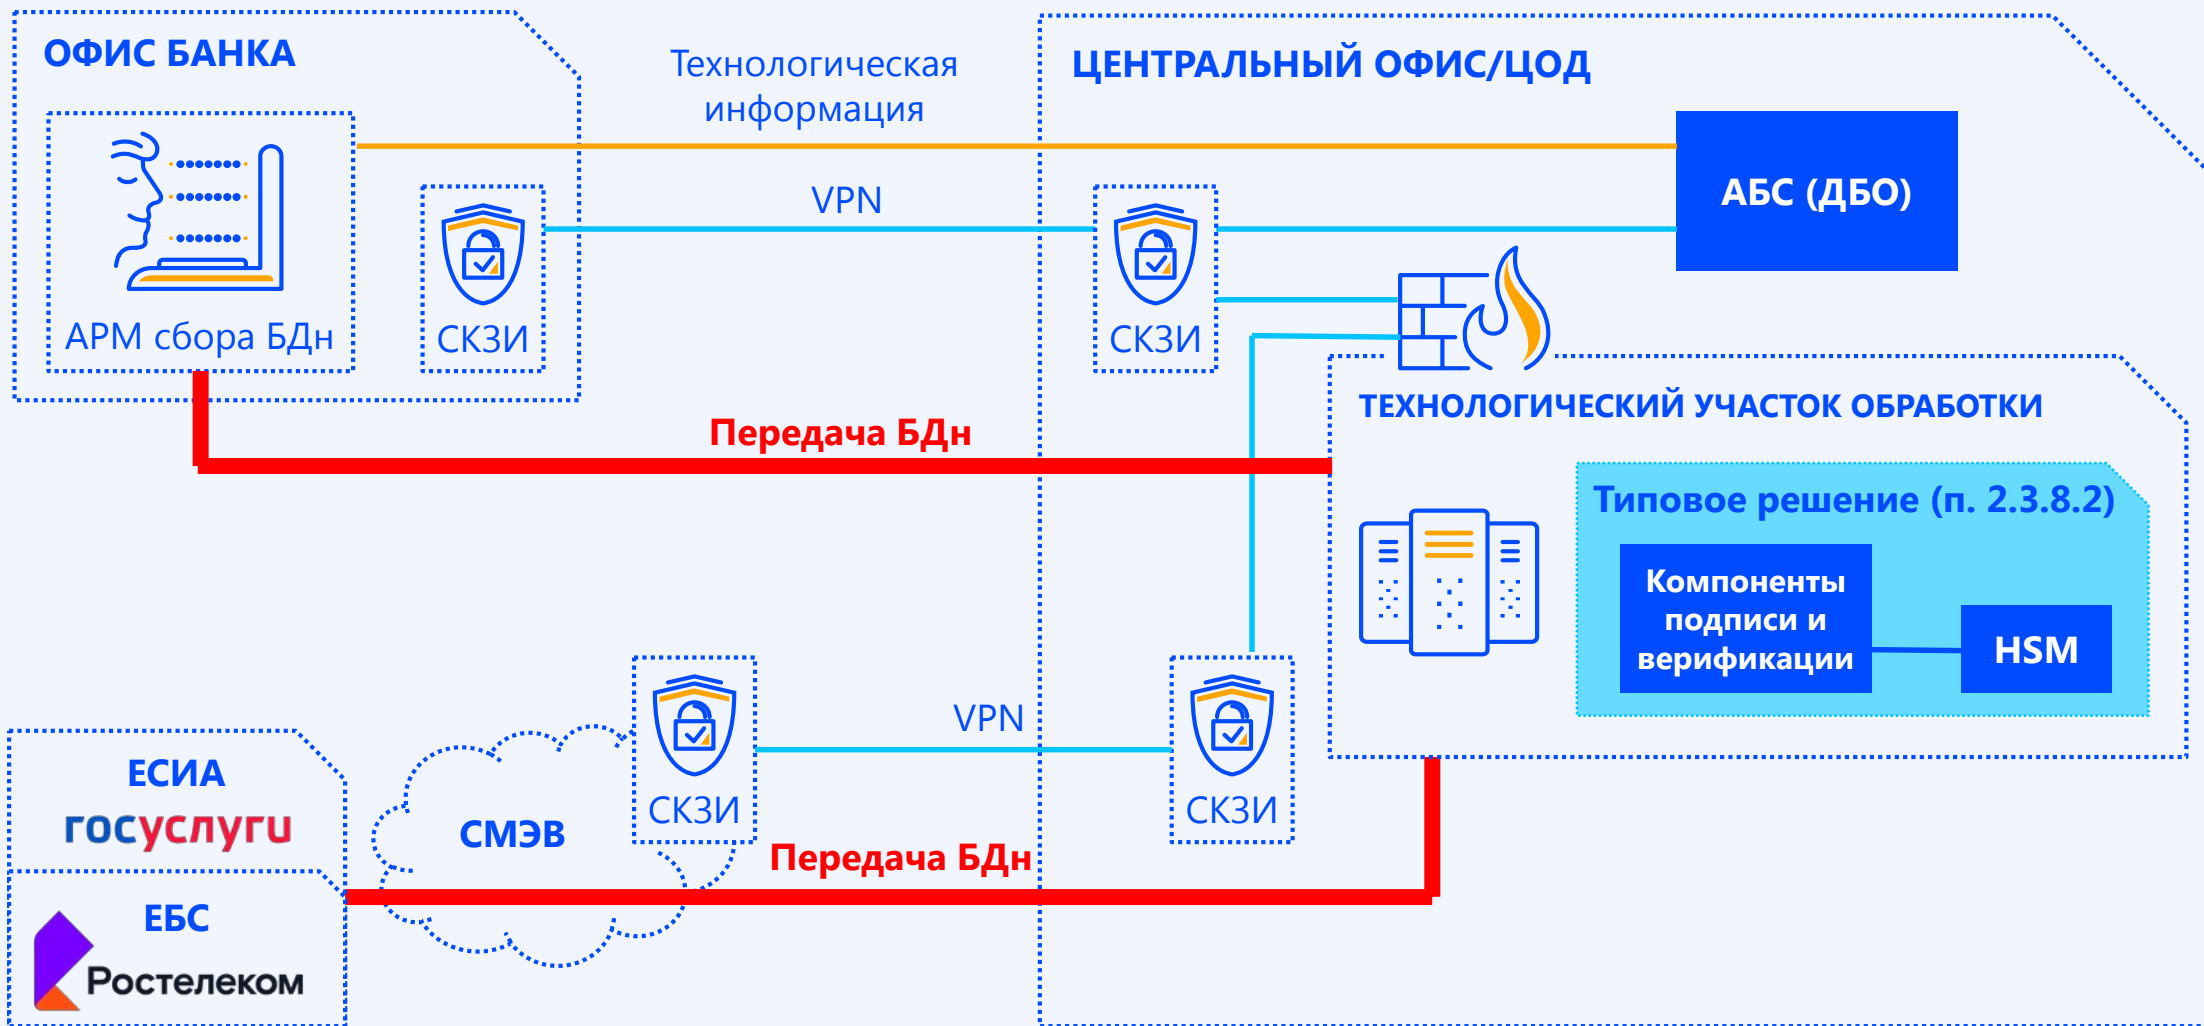 ОФИС БАНКА
Технологическая
информация
ЦЕНТРАЛЬНЫЙ ОФИС/ЦОД
VPN
АБС (ДБО)
АРМ сбора БДн
СКЗИ
СКЗИ
ТЕХНОЛОГИЧЕСКИЙ УЧАСТОК ОБРАБОТКИ
Передача БДн
Типовое решение (п. 2.3.8.2)
Компоненты
подписи и
верификации
HSM
VPN
ЕСИА
госуслуги
СМЭВ
СКЗИ
СКЗИ
Передача БДн
ЕБС
Ростелеком